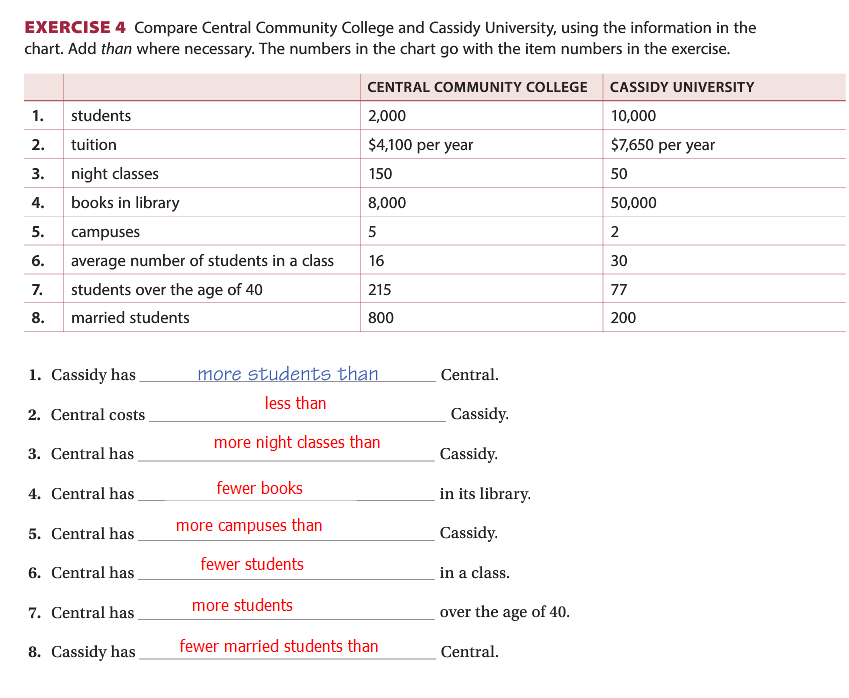 EXERCISE 4 Compare Central Community College and Cassidy University, using the information in the
chart. Add than where necessary. The numbers in the chart go with the item numbers in the exercise.
CENTRAL COMMUNITY COLLEGE CASSIDY UNIVERSITY
1. students 2,000 10,000
2. tuition $4,100 per year $7,650 per year
3. night classes 150 50
4. books in library 8,000 50,000
5. campuses 5 2
6. average number of students in a class 16 30
7. students over the age of 40 215 77
8. married students 800 200
1. Cassidy has more students than Central.
2. Central costs less than Cassidy.
3. Central has more night classes than Cassidy.
4. Central has fewer books in its library.
5. Central has more campuses than Cassidy.
6. Central has fewer students in a class.
7. Central has more students over the age of 40.
8. Cassidy has fewer married students than Central.